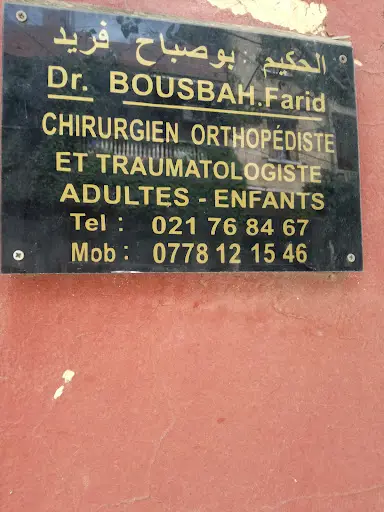 الحكيم : بوصباح فريد
Dr. BOUSBAH.Farid
CHIRURGIEN ORTHOPÉDISTE
ET TRAUMATOLOGISTE
ADULTES - ENFANTS
Tel : 021 76 84 67
Mob : 0778 12 15 46